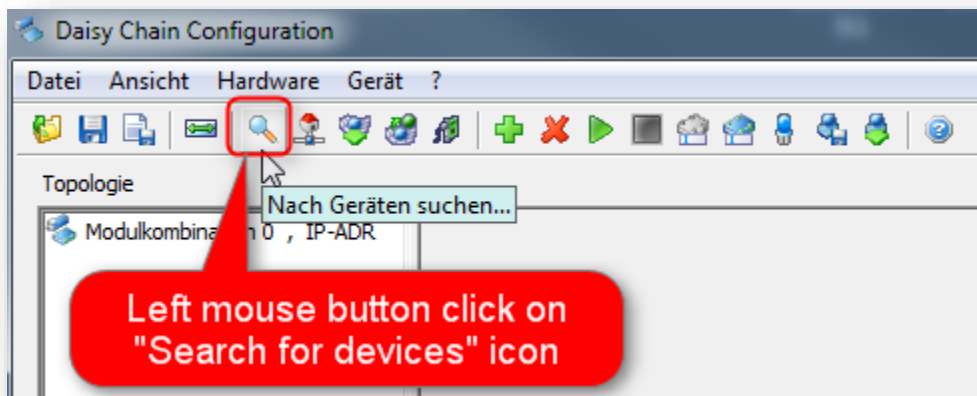 Daisy Chain Configuration
Datei Ansicht Hardware Gerät ?
Topologie
Nach Geräten suchen...
0 , IP-ADR
Left mouse button click on
"Search for devices" icon